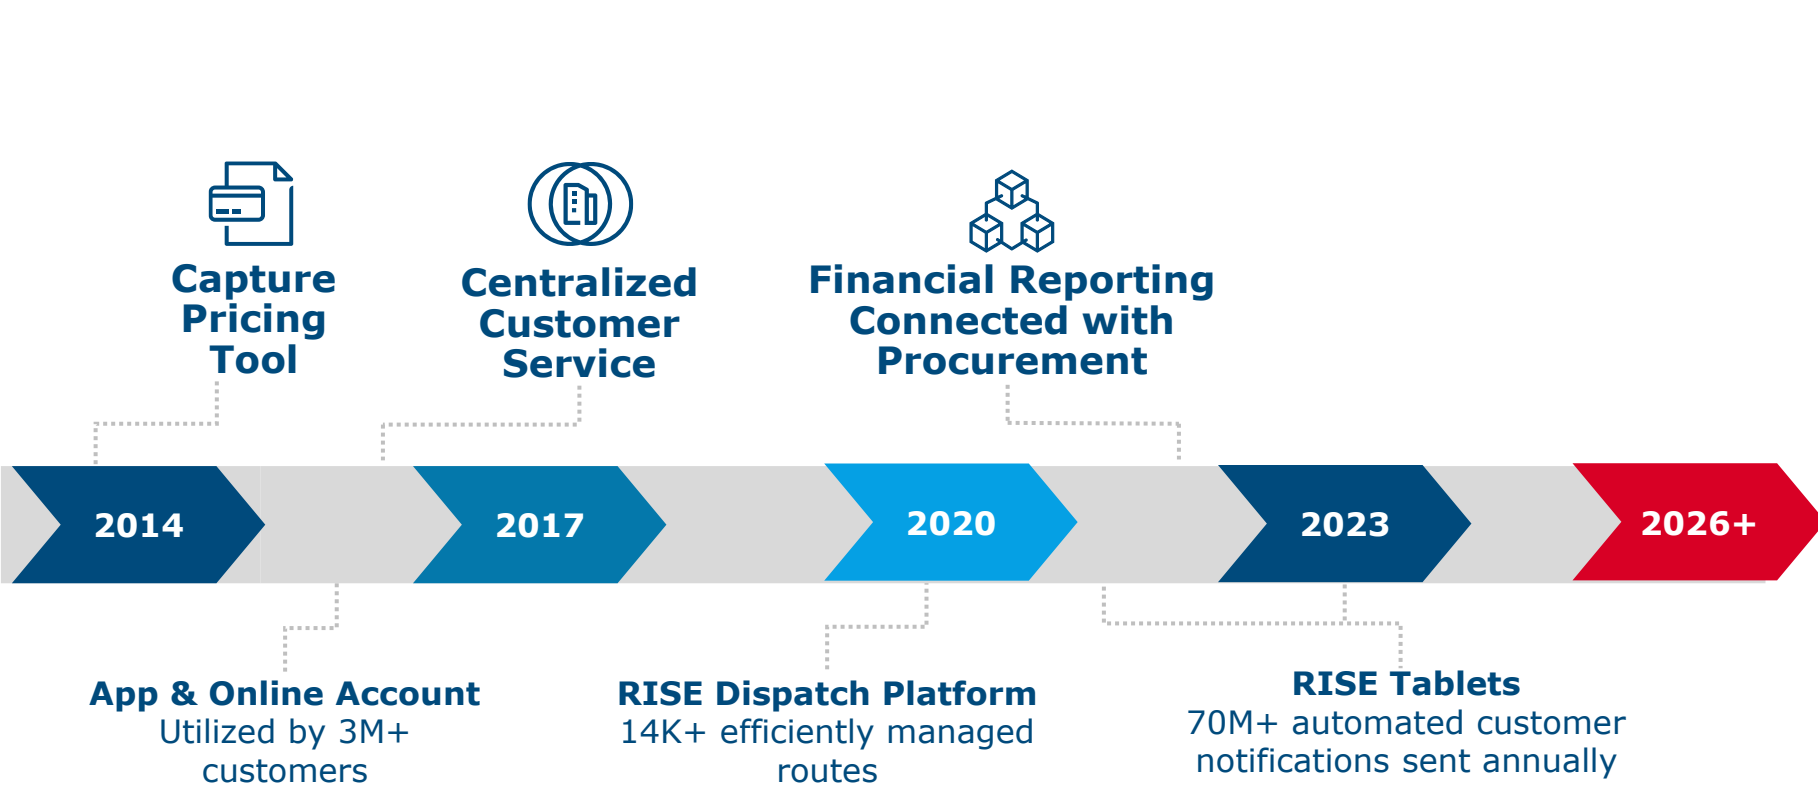 Capture
Pricing
Tool
Centralized
Customer
Service
Financial Reporting
Connected with
Procurement
2014
2017
2020
2023
2026+
App & Online Account
Utilized by 3M+
customers
RISE Dispatch Platform
14K+ efficiently managed
routes
RISE Tablets
70M+ automated customer
notifications sent annually